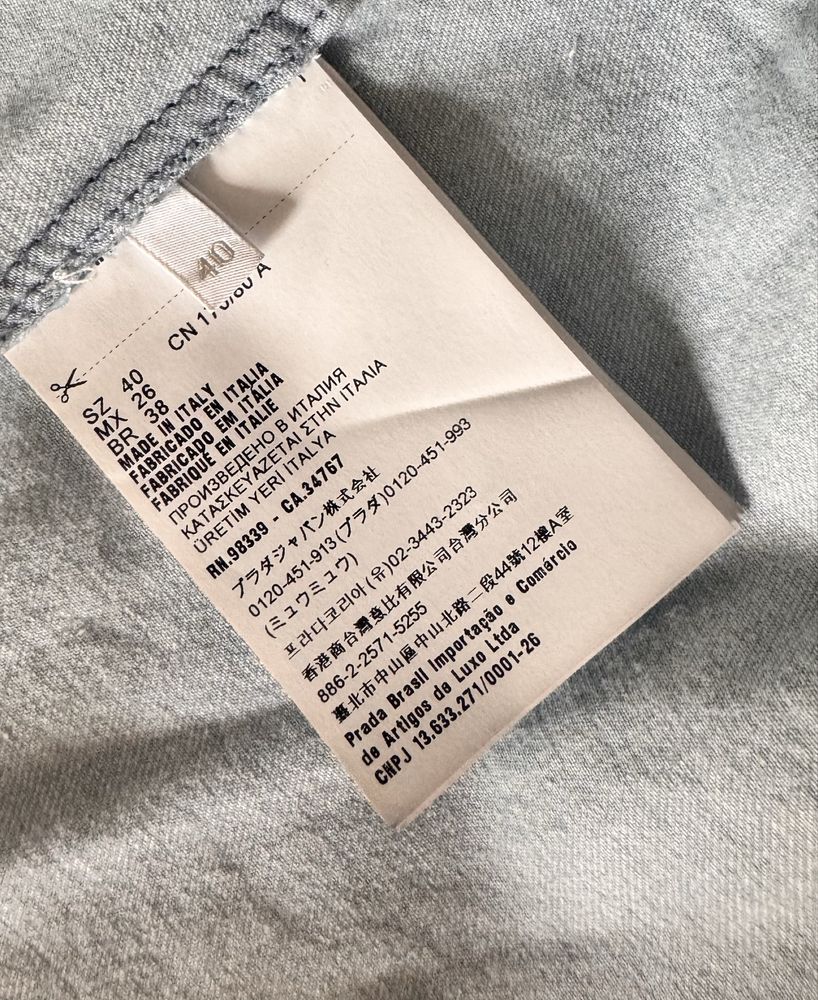 40
CN 170/80 A
SZ 40
MX 26
BR 38
MADE IN ITALY
FABRICADO EN ITALIA
FABRICADO EM ITÁLIA
FABRIQUÉ EN ITALIE
ПРОИЗВЕДЕНО В ИТАЛИЯ
ΚΑΤΑΣΚΕΥΑΖΕΤΑΙ ΣΤΗΝ ΙΤΑΛΙΑ
ÜRETİM YERİ İTALYA
RN.98339 - CA.34767
プラダジャパン株式会社
0120-451-913(プラダ)0120-451-993
(ミュウミュウ)
프라다코리아(유)02-3443-2323
香港商台灣意比有限公司台灣分公司
886-2-2571-5255
臺北市中山區中山北路二段44號12樓A室
Prada Brasil Importação e Comércio
de Artigos de Luxo Ltda
CNPJ 13.633.271/0001-26